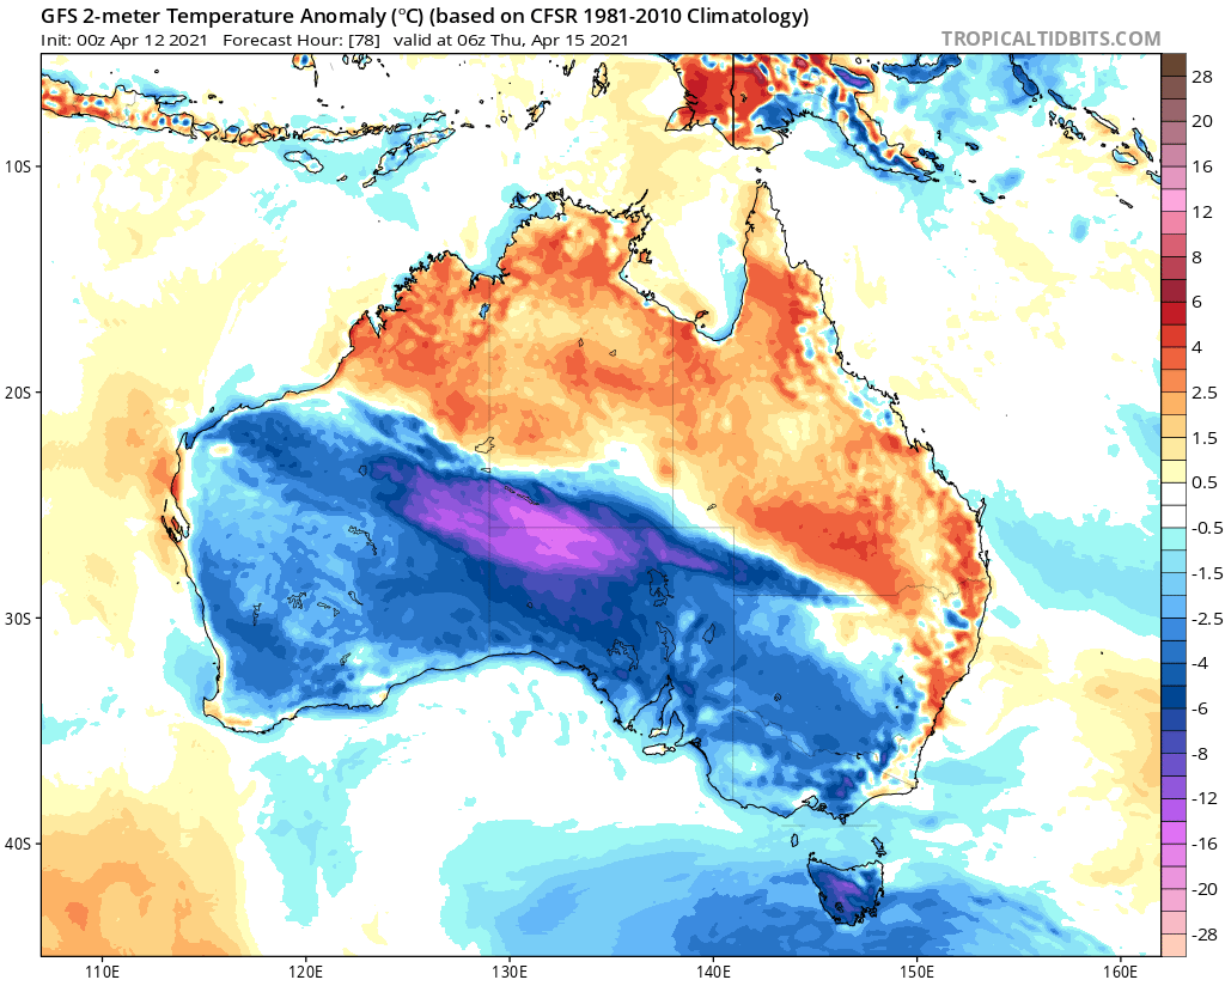 GFS 2-meter Temperature Anomaly (°C) (based on CFSR 1981-2010 Climatology)
Init: 00z Apr 12 2021 Forecast Hour: [78] valid at 06z Thu, Apr 15 2021
TROPICALTIDBITS.COM
28
20
16
12
8
6
4
2.5
1.5
0.5
-0.5
-1.5
-2.5
-4
-6
-8
-12
-16
-20
-28
10S
20S
30S
40S
110E
120E
130E
140E
150E
160E